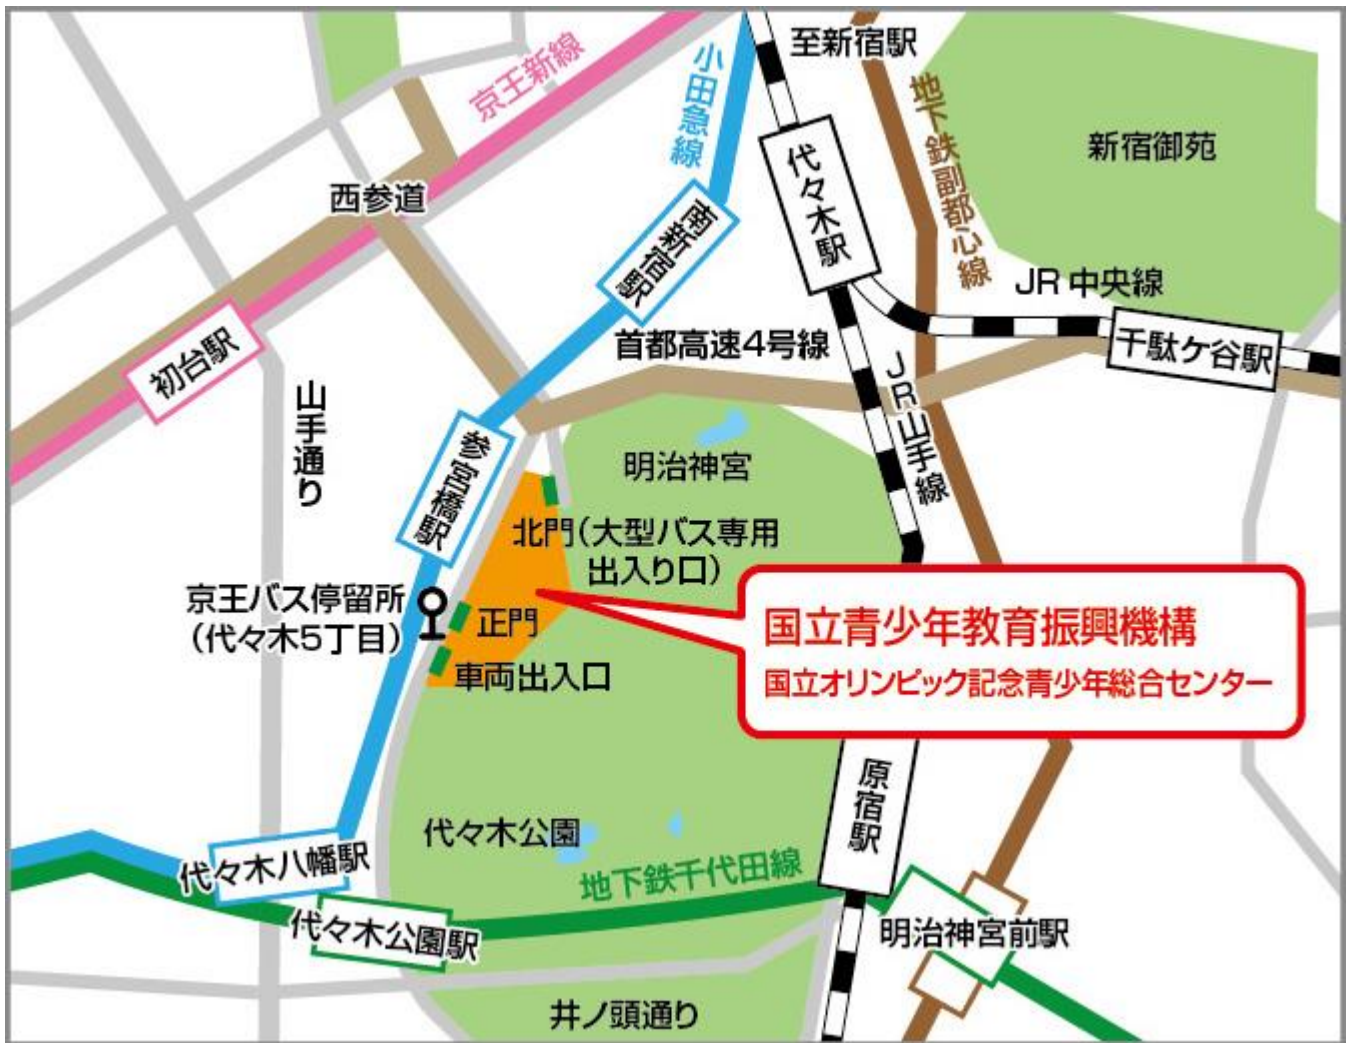 至新宿駅
京王新線
小田急線
地下鉄副都心線
新宿御苑
代々木駅
西参道
南新宿駅
JR 中央線
初台駅
首都高速4号線
千駄ケ谷駅
山手通り
JR山手線
参宮橋駅
明治神宮
北門(大型バス専用
出入り口)
京王バス停留所
(代々木5丁目)
正門
車両出入口
国立青少年教育振興機構
国立オリンピック記念青少年総合センター
原宿駅
代々木公園
代々木八幡駅
地下鉄千代田線
代々木公園駅
明治神宮前駅
井ノ頭通り